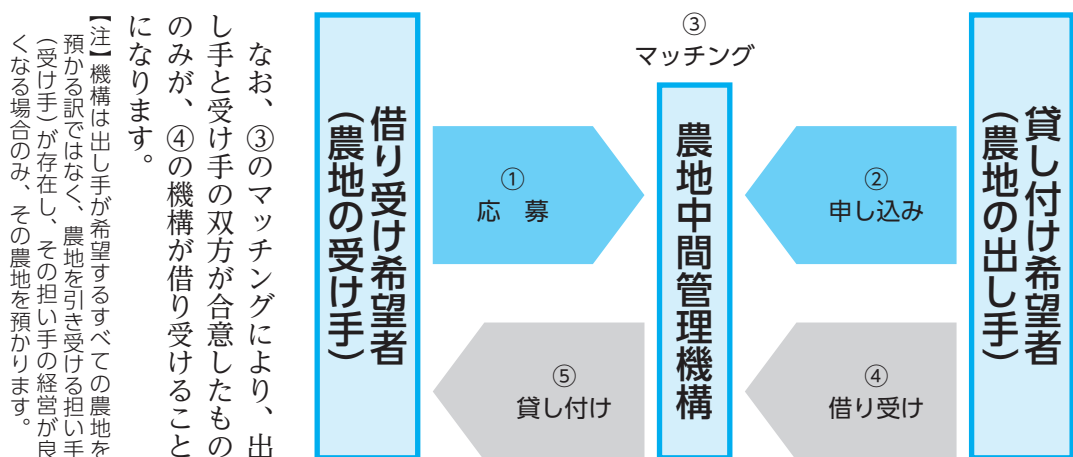 ③
マッチング
貸し付け希望者
（農地の出し手）
②
申し込み
④
借り受け
農地中間管理機構
①
応　募
⑤
貸し付け
借り受け希望者
（農地の受け手）
　なお、③のマッチングにより、出
し手と受け手の双方が合意したもの
のみが、④の機構が借り受けること
になります。
【注】機構は出し手が希望するすべての農地を
預かる訳ではなく、農地を引き受ける担い手
（受け手）が存在し、その担い手の経営が良
くなる場合のみ、その農地を預かります。